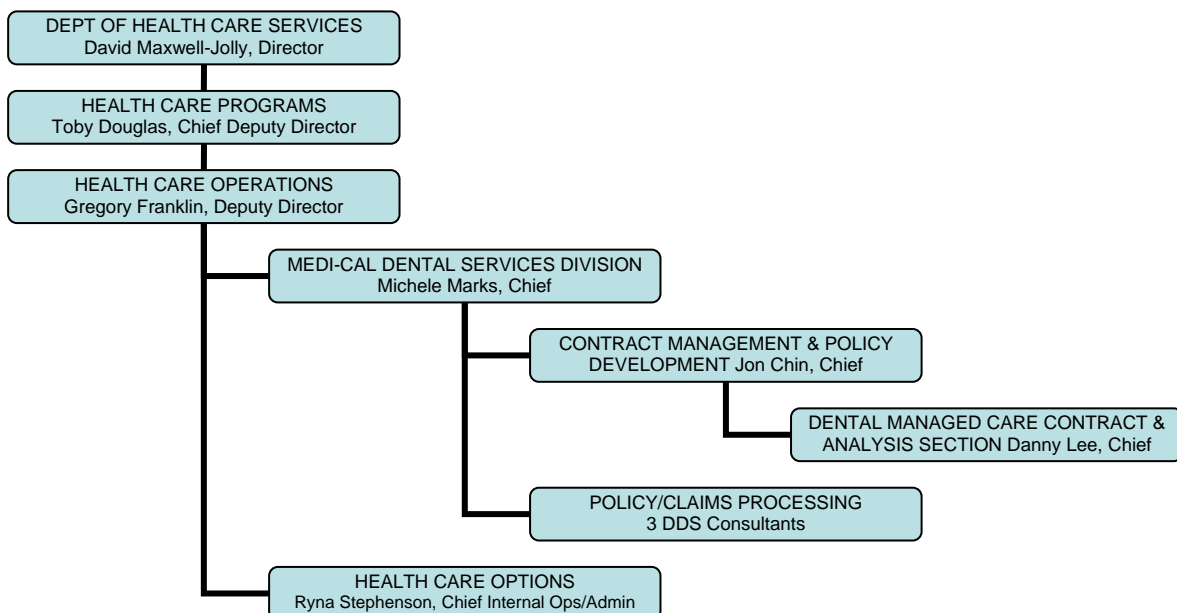 DEPT OF HEALTH CARE SERVICES
David Maxwell-Jolly, Director
HEALTH CARE PROGRAMS
Toby Douglas, Chief Deputy Director
HEALTH CARE OPERATIONS
Gregory Franklin, Deputy Director
MEDI-CAL DENTAL SERVICES DIVISION
Michele Marks, Chief
CONTRACT MANAGEMENT & POLICY
DEVELOPMENT Jon Chin, Chief
DENTAL MANAGED CARE CONTRACT &
ANALYSIS SECTION Danny Lee, Chief
POLICY/CLAIMS PROCESSING
3 DDS Consultants
HEALTH CARE OPTIONS
Ryna Stephenson, Chief Internal Ops/Admin